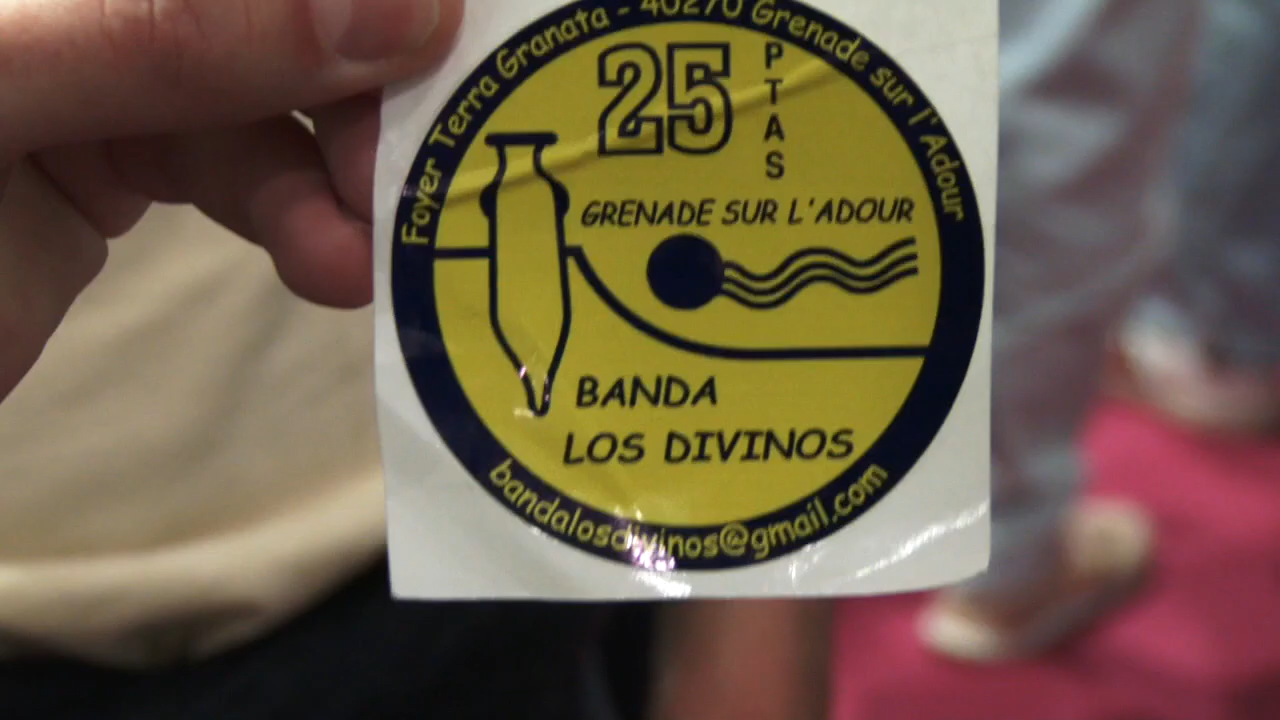 Foyer Terra Granata - 40270 Grenade sur l'Adour
25
PTAS
GRENADE SUR L'ADOUR
BANDA
LOS DIVINOS
bandalosdivinos@gmail.com